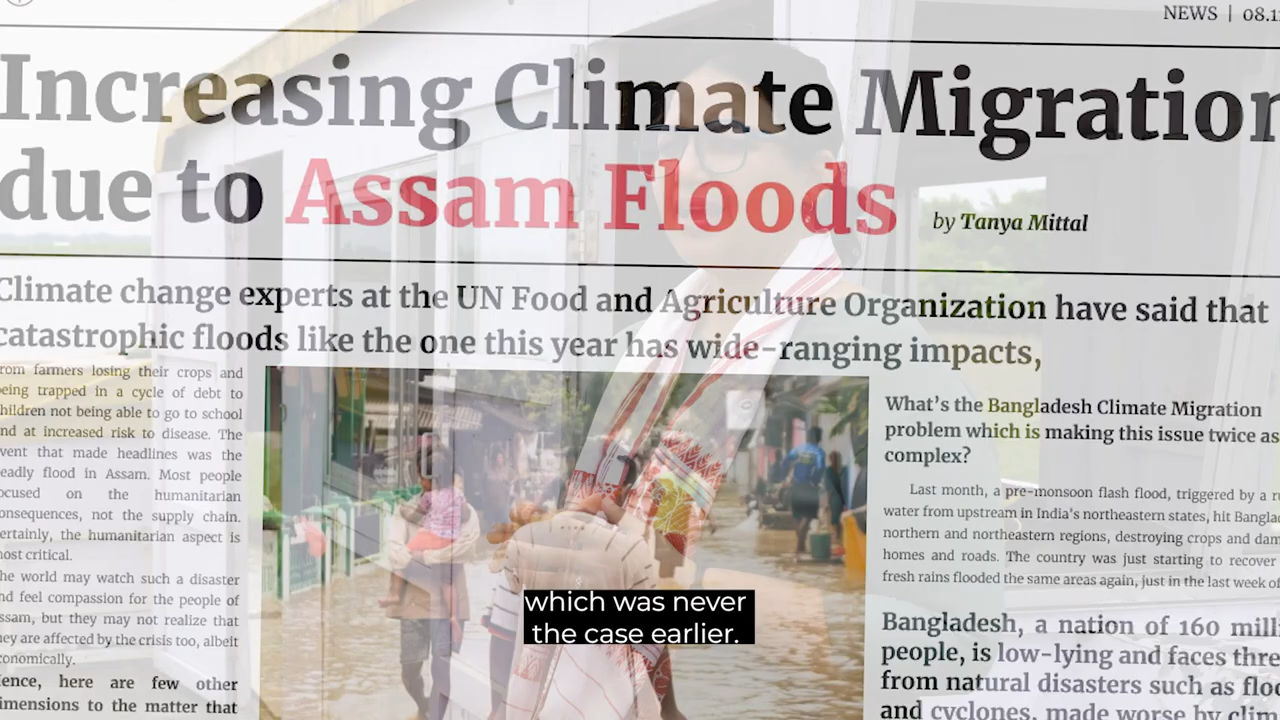 NEWS | 08.1
Increasing Climate Migration
due to Assam Floods
by Tanya Mittal
Climate change experts at the UN Food and Agriculture Organization have said that
catastrophic floods like the one this year has wide-ranging impacts,
rom farmers losing their crops and
being trapped in a cycle of debt to
children not being able to go to school
nd at increased risk to disease. The
vent that made headlines was the
eadly flood in Assam. Most people
ocused on the humanitarian
onsequences, not the supply chain.
ertainly, the humanitarian aspect is
most critical.
he world may watch such a disaster
nd feel compassion for the people of
ssam, but they may not realize that
hey are affected by the crisis too, albeit
conomically.
Hence, here are few other
dimensions to the matter that
What's the Bangladesh Climate Migration
problem which is making this issue twice as
complex?
Last month, a pre-monsoon flash flood, triggered by a
water from upstream in India's northeastern states, hit Bangla
northern and northeastern regions, destroying crops and dam
homes and roads. The country was just starting to recover
fresh rains flooded the same areas again, just in the last week of
Bangladesh, a nation of 160 milli
people, is low-lying and faces thre
from natural disasters such as floo
and cyclones, made worse by clim
which was never
the case earlier.